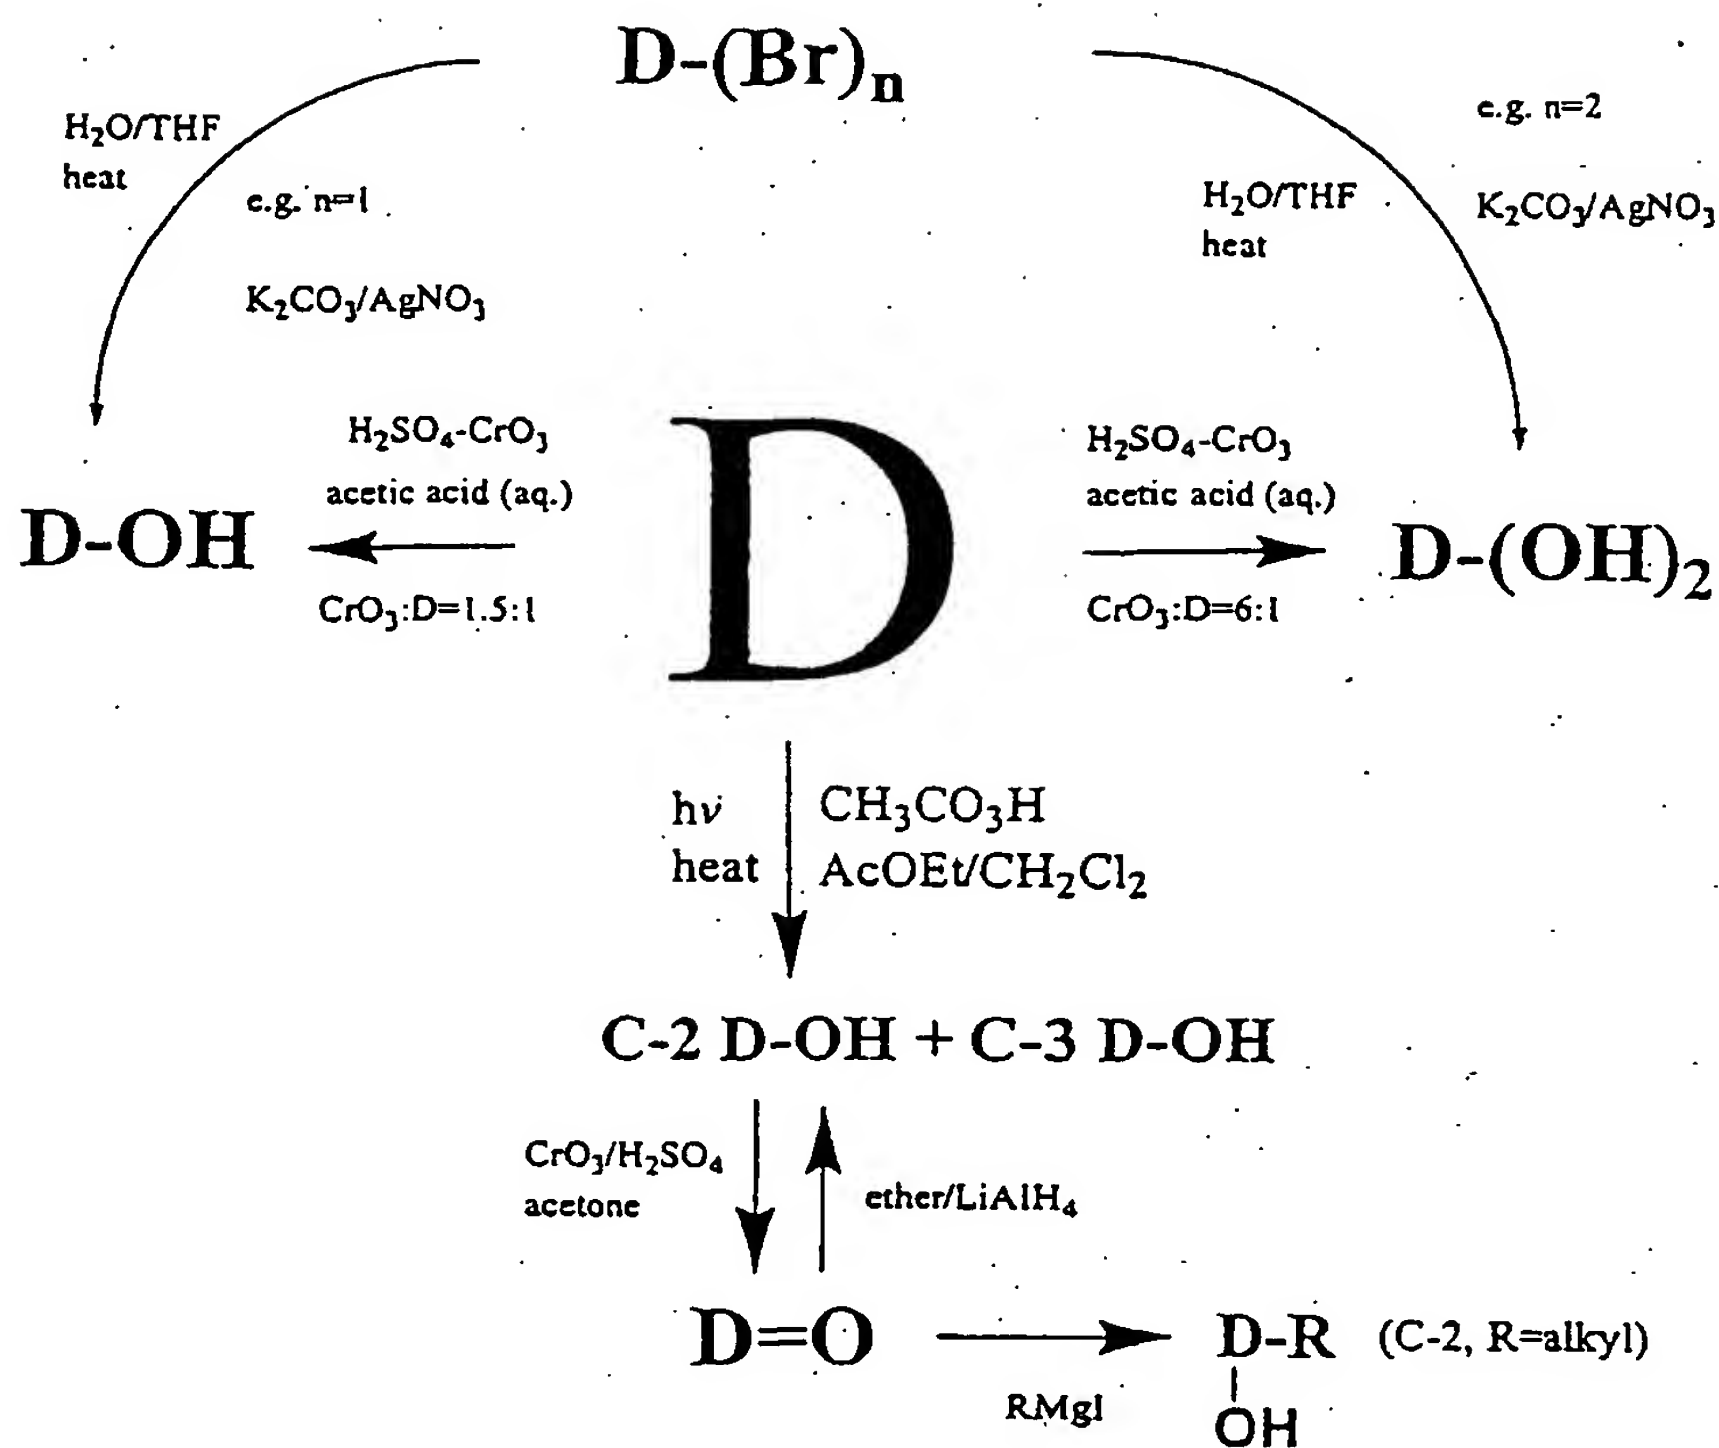 D-(Br)n
H2O/THF
heat
e.g. n=1
K2CO3/AgNO3
e.g. n=2
H2O/THF
heat
K2CO3/AgNO3
H2SO4-CrO3
acetic acid (aq.)
D-OH
CrO3:D=1.5:1
D
H2SO4-CrO3
acetic acid (aq.)
D-(OH)2
CrO3:D=6:1
hν
heat
CH3CO3H
AcOEt/CH2Cl2
C-2 D-OH + C-3 D-OH
CrO3/H2SO4
acetone
ether/LiAlH4
D=O
RMgI
D-R (C-2, R=alkyl)
OH